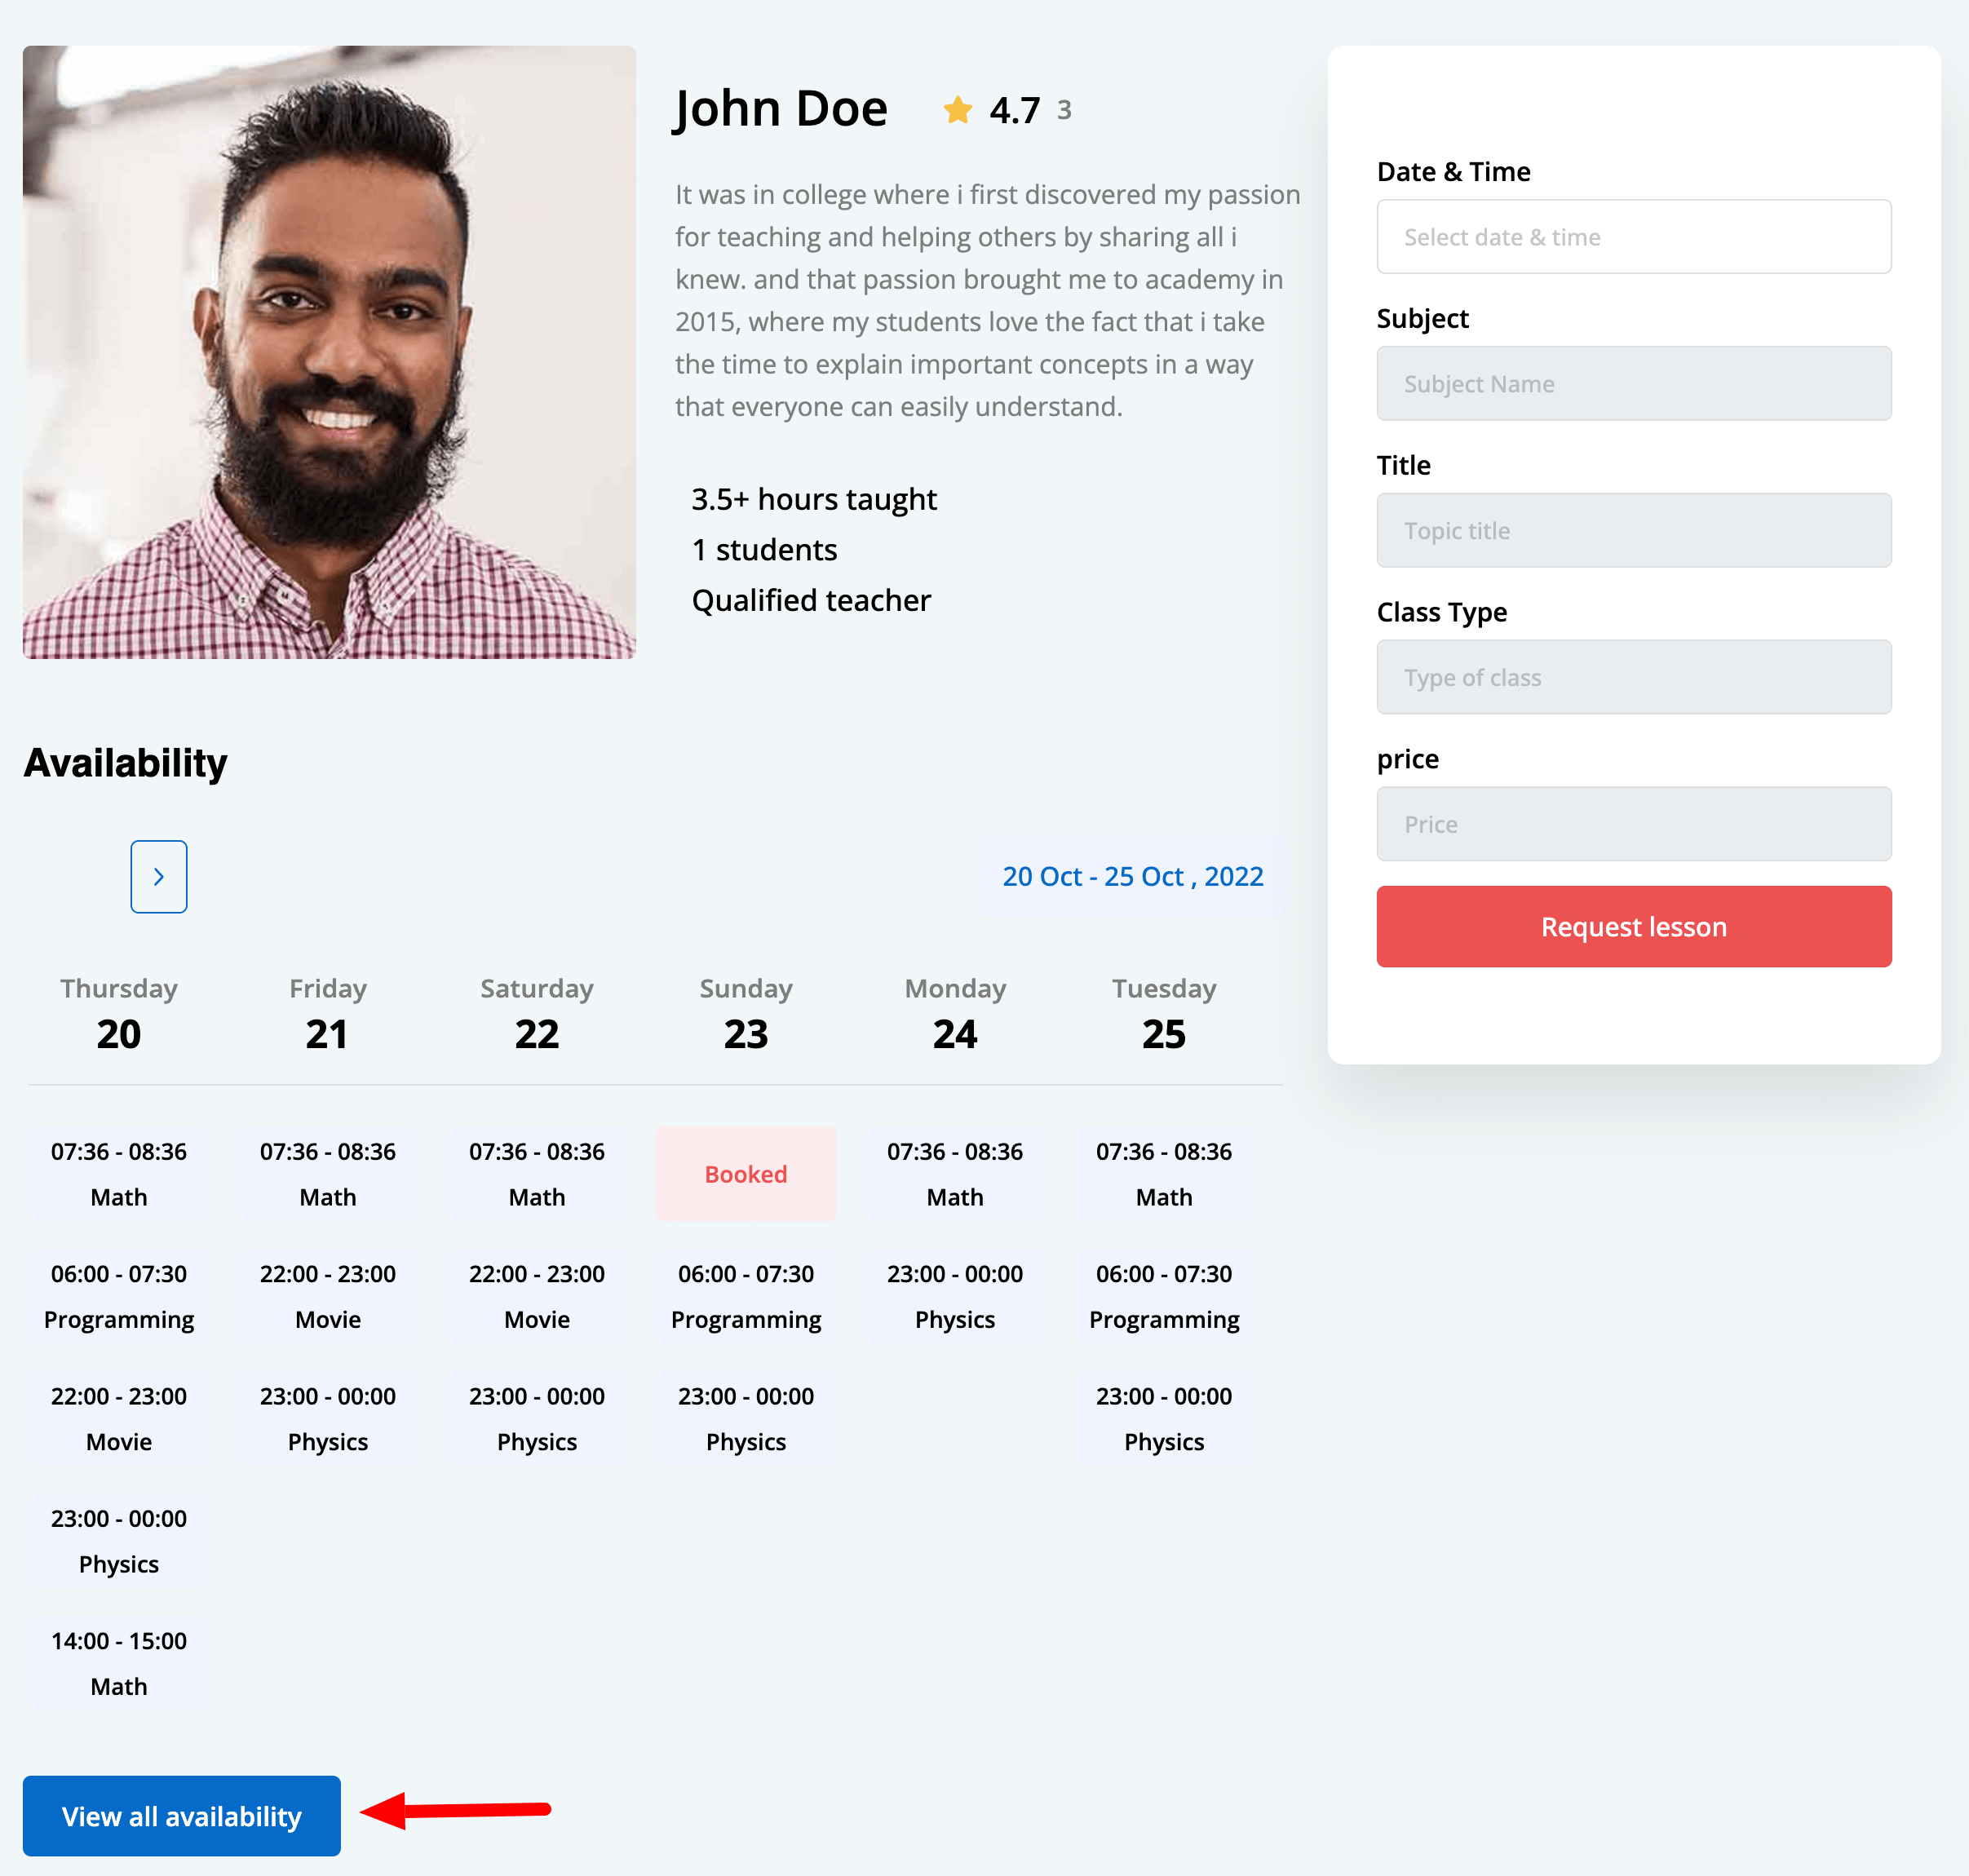 John Doe 4.7 3
It was in college where i first discovered my passion
for teaching and helping others by sharing all i
knew. and that passion brought me to academy in
2015, where my students love the fact that i take
the time to explain important concepts in a way
that everyone can easily understand.
3.5+ hours taught
1 students
Qualified teacher
Date & Time
Select date & time
Subject
Subject Name
Title
Topic title
Class Type
Type of class
price
Price
Request lesson
Availability
20 Oct - 25 Oct , 2022
Thursday Friday Saturday Sunday Monday Tuesday
20 21 22 23 24 25
07:36 - 08:36 07:36 - 08:36 07:36 - 08:36 Booked 07:36 - 08:36 07:36 - 08:36
Math Math Math Math Math
06:00 - 07:30 22:00 - 23:00 22:00 - 23:00 06:00 - 07:30 23:00 - 00:00 06:00 - 07:30
Programming Movie Movie Programming Physics Programming
22:00 - 23:00 23:00 - 00:00 23:00 - 00:00 23:00 - 00:00 23:00 - 00:00
Movie Physics Physics Physics Physics
23:00 - 00:00
Physics
14:00 - 15:00
Math
View all availability